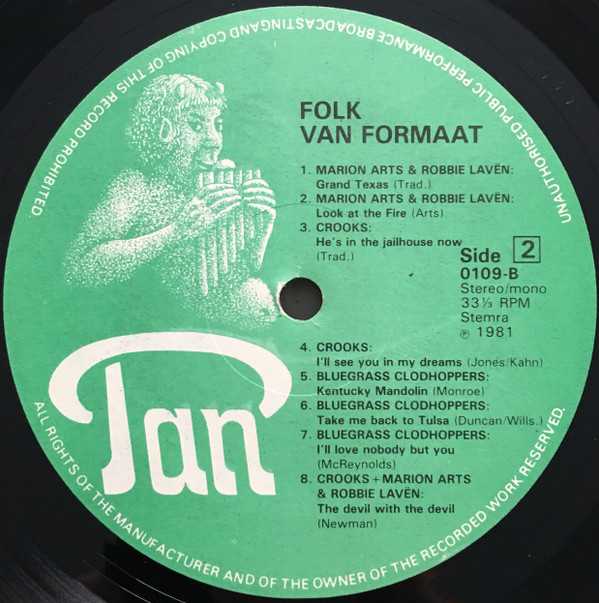 UNAUTHORISED PUBLIC PERFORMANCE BROADCASTING AND COPYING OF THIS RECORD PROHIBITED.
FOLK
VAN FORMAAT
1. MARION ARTS & ROBBIE LAVËN:
Grand Texas (Trad.)
2. MARION ARTS & ROBBIE LAVËN:
Look at the Fire (Arts)
3. CROOKS:
He's in the jailhouse now
(Trad.)
Side 2
0109-B
Stereo/mono
33⅓ RPM
Stemra
℗ 1981
4. CROOKS:
I'll see you in my dreams (Jones/Kahn)
5. BLUEGRASS CLODHOPPERS:
Kentucky Mandolin (Monroe)
6. BLUEGRASS CLODHOPPERS:
Take me back to Tulsa (Duncan/Wills.)
7. BLUEGRASS CLODHOPPERS:
I'll love nobody but you
(McReynolds)
8. CROOKS + MARION ARTS
& ROBBIE LAVËN:
The devil with the devil
(Newman)
Pan
ALL RIGHTS OF THE MANUFACTURER AND OF THE OWNER OF THE RECORDED WORK RESERVED.